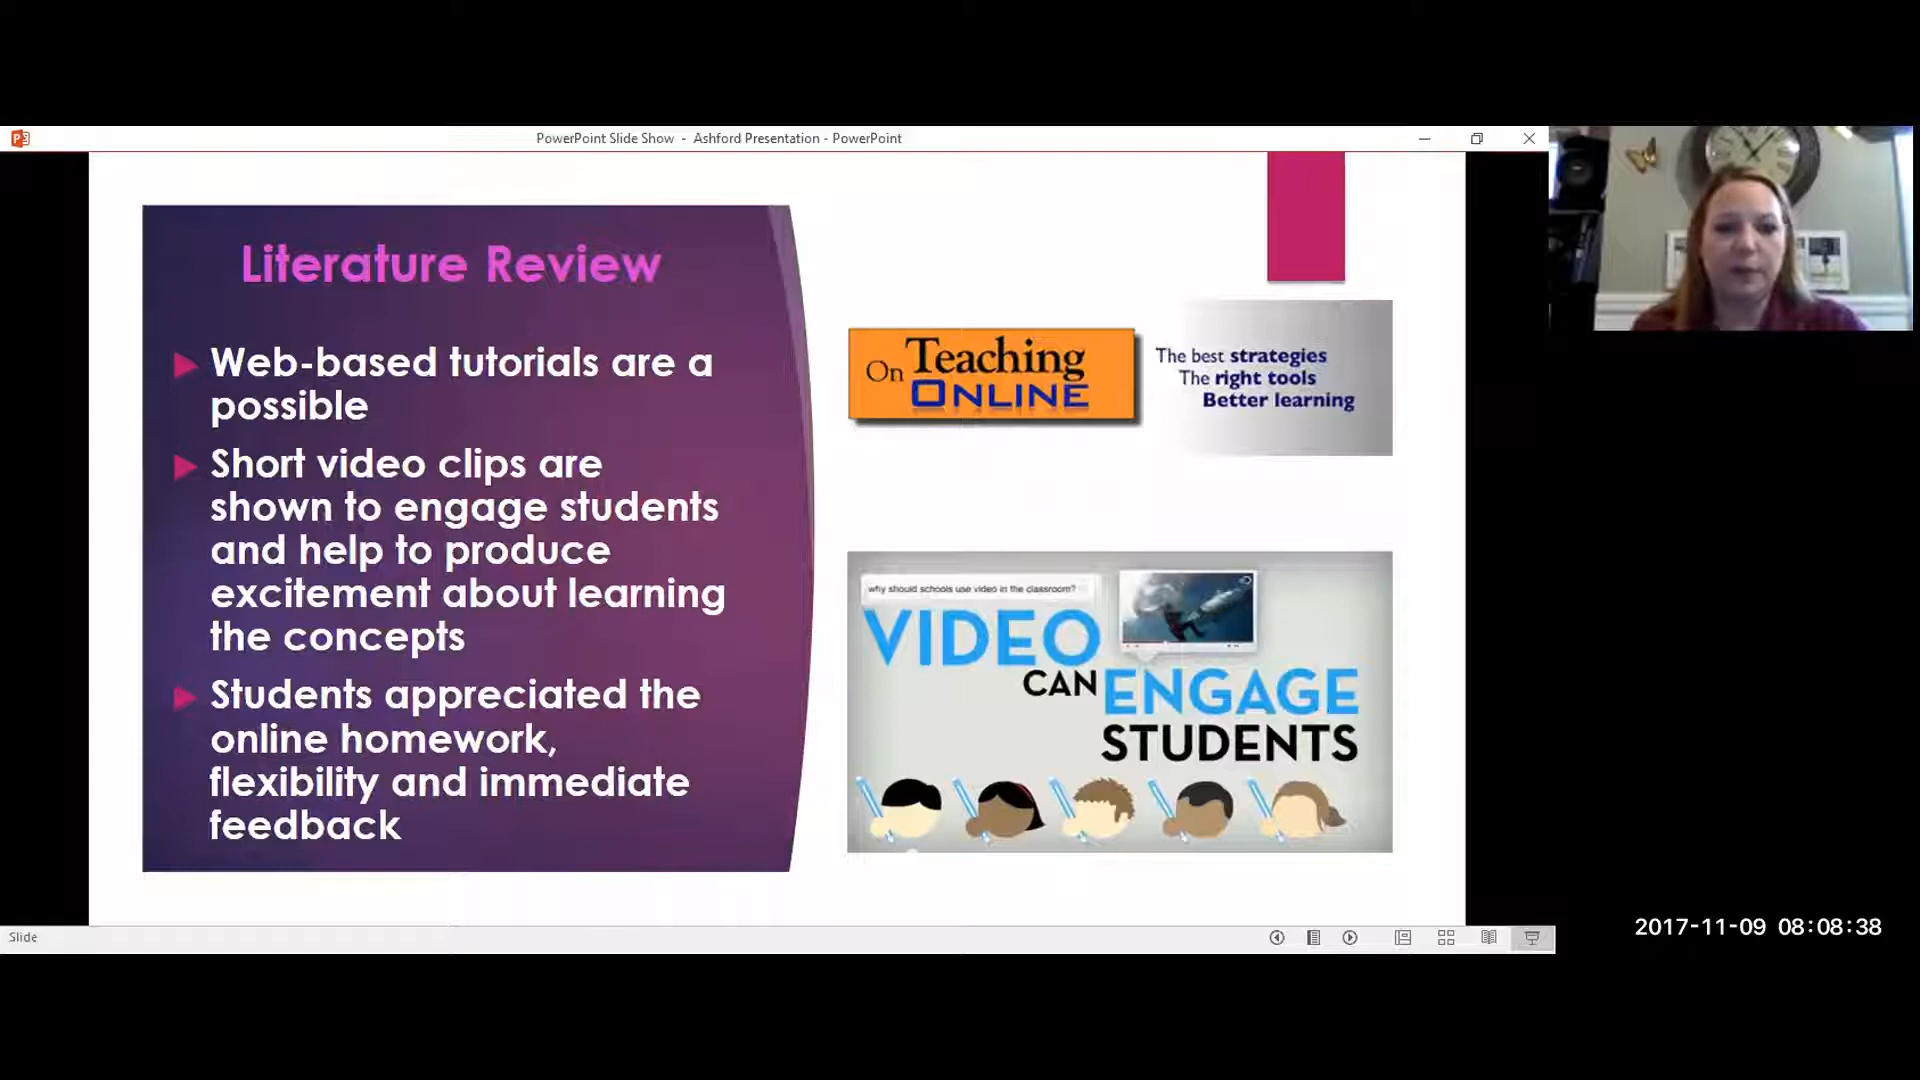 PowerPoint Slide Show - Ashford Presentation - PowerPoint
Literature Review
Web-based tutorials are a
possible
Short video clips are
shown to engage students
and help to produce
excitement about learning
the concepts
Students appreciated the
online homework,
flexibility and immediate
feedback
On Teaching
ONLINE
The best strategies
The right tools
Better learning
why should schools use video in the classroom?
VIDEO
CAN ENGAGE
STUDENTS
Slide
2017-11-09 08:08:38